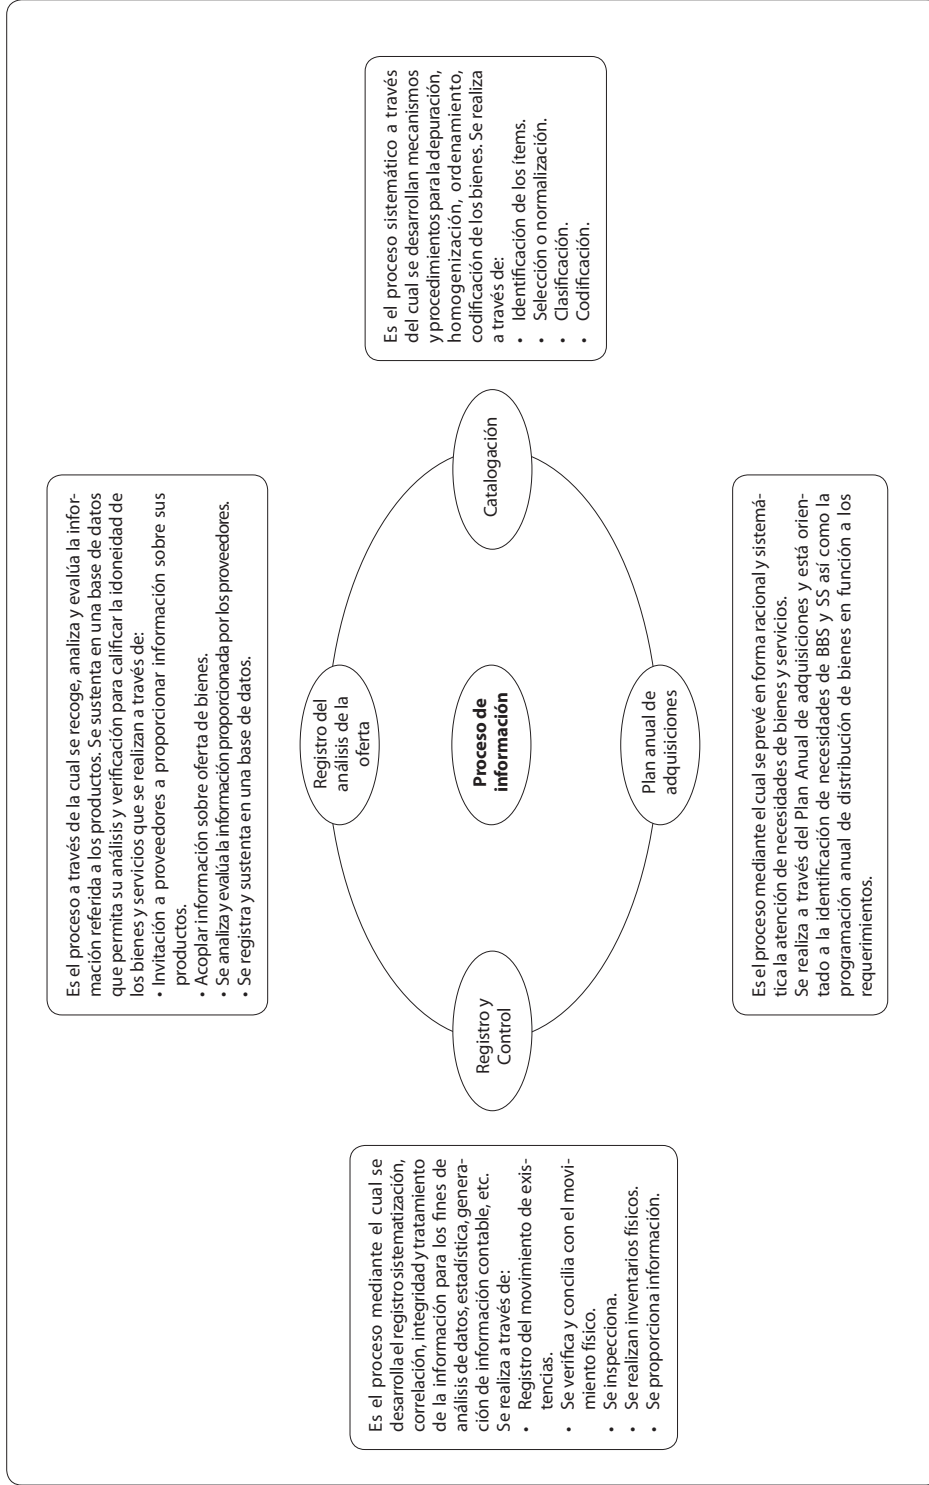 Es el proceso a través de la cual se recoge, analiza y evalúa la infor-
mación referida a los productos. Se sustenta en una base de datos
que permita su análisis y verificación para calificar la idoneidad de
los bienes y servicios que se realizan a través de:
• Invitación a proveedores a proporcionar información sobre sus
productos.
• Acoplar información sobre oferta de bienes.
• Se analiza y evalúa la información proporcionada por los proveedores.
• Se registra y sustenta en una base de datos.
Registro del
análisis de la
oferta
Es el proceso mediante el cual se
desarrolla el registro sistematización,
correlación, integridad y tratamiento
de la información para los fines de
análisis de datos, estadística, genera-
ción de información contable, etc.
Se realiza a través de:
• Registro del movimiento de exis-
tencias.
• Se verifica y concilia con el movi-
miento físico.
• Se inspecciona.
• Se realizan inventarios físicos.
• Se proporciona información.
Registro y
Control
Proceso de
información
Catalogación
Es el proceso sistemático a través
del cual se desarrollan mecanismos
y procedimientos para la depuración,
homogenización, ordenamiento,
codificación de los bienes. Se realiza
a través de:
• Identificación de los ítems.
• Selección o normalización.
• Clasificación.
• Codificación.
Plan anual de
adquisiciones
Es el proceso mediante el cual se prevé en forma racional y sistemá-
tica la atención de necesidades de bienes y servicios.
Se realiza a través del Plan Anual de adquisiciones y está orien-
tado a la identificación de necesidades de BBS y SS así como la
programación anual de distribución de bienes en función a los
requerimientos.